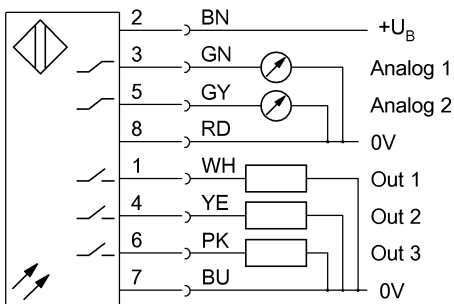 2 BN +UB
3 GN Analog 1
5 GY Analog 2
8 RD 0V
1 WH Out 1
4 YE Out 2
6 PK Out 3
7 BU 0V